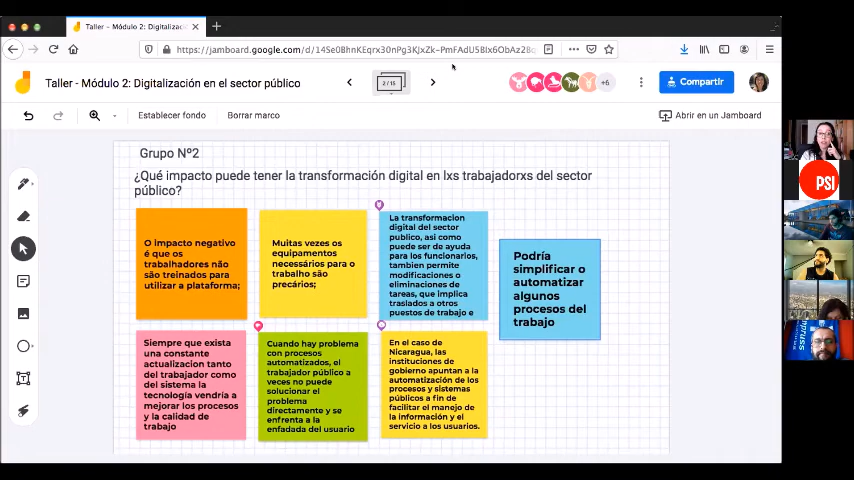 Taller - Módulo 2: Digitalizació
Taller - Módulo 2: Digitalización en el sector público
2 / 15
+6
Compartir
Establecer fondo
Borrar marco
Abrir en un Jamboard
Grupo Nº2
¿Qué impacto puede tener la transformación digital en lxs trabajadorxs del sector
público?
O impacto negativo
é que os
trabalhadores não
são treinados para
utilizar a plataforma;
Muitas vezes os
equipamentos
necessários para o
trabalho são
precários;
La transformacion
digital del sector
publico, asi como
puede ser de ayuda
para los funcionarios,
tambien permite
modificaciones o
eliminaciones de
tareas, que implica
traslados a otros
puestos de trabajo e
Podría
simplificar o
automatizar
algunos
procesos del
trabajo
Siempre que exista
una constante
actualizacion tanto
del trabajador como
del sistema la
tecnología vendría a
mejorar los procesos
y la calidad de
trabajo
Cuando hay problema
con procesos
automatizados, el
trabajador público a
veces no puede
solucionar el
problema
directamente y se
enfrenta a la
enfadada del usuario
En el caso de
Nicaragua, las
instituciones de
gobierno apuntan a la
automatización de los
procesos y sistemas
públicos a fin de
facilitar el manejo de
la información y el
servicio a los usuarios.
PSI